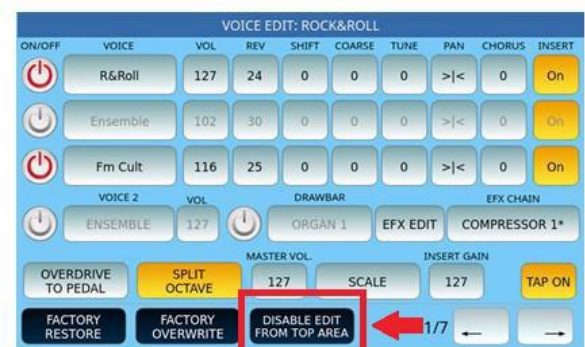 VOICE EDIT: ROCK&ROLL
ON/OFF VOICE VOL REV SHIFT COARSE TUNE PAN CHORUS INSERT
R&Roll 127 24 0 0 0 >|< 0 On
Ensemble 102 30 0 0 0 >|< 0 On
Fm Cult 116 25 0 0 0 >|< 0 On
VOICE 2 VOL DRAWBAR EFX CHAIN
ENSEMBLE 127 ORGAN 1 EFX EDIT COMPRESSOR 1*
MASTER VOL. INSERT GAIN
OVERDRIVE TO PEDAL
SPLIT OCTAVE
127 SCALE 127 TAP ON
FACTORY RESTORE
FACTORY OVERWRITE
DISABLE EDIT FROM TOP AREA
1/7 ← →